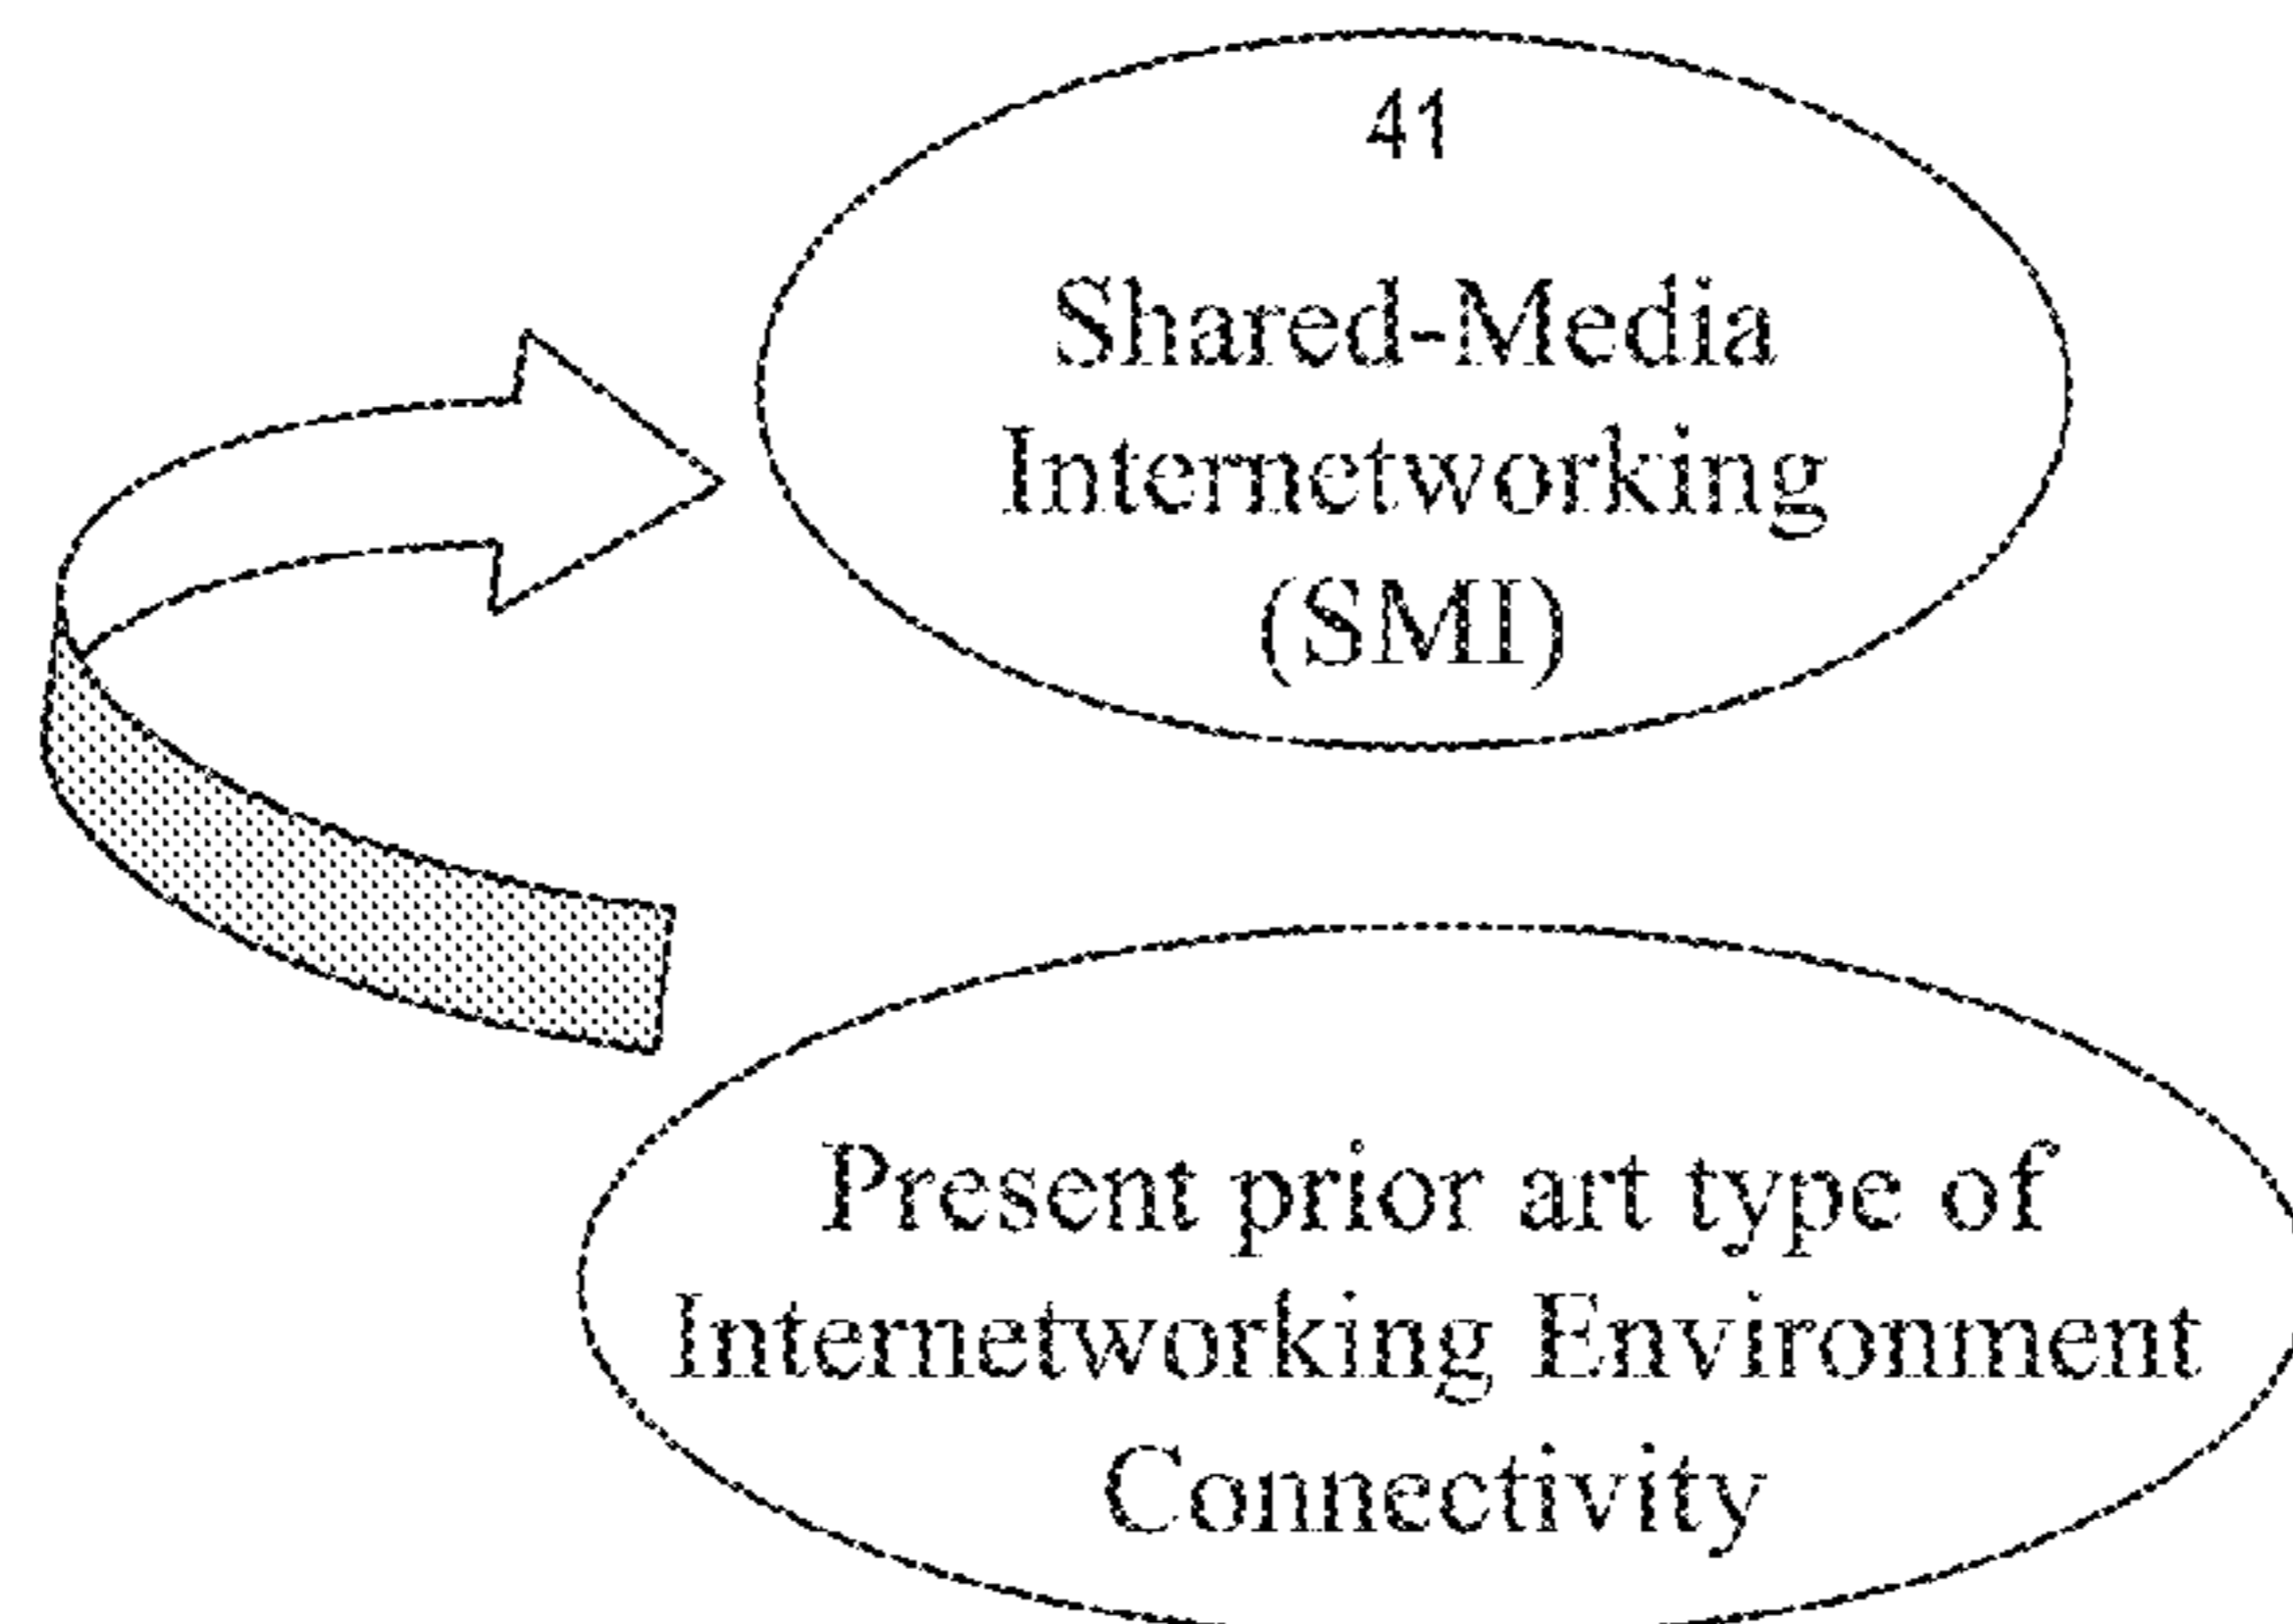 41
Shared-Media
Internetworking
(SMI)
Present prior art type of
Internetworking Environment
Connectivity